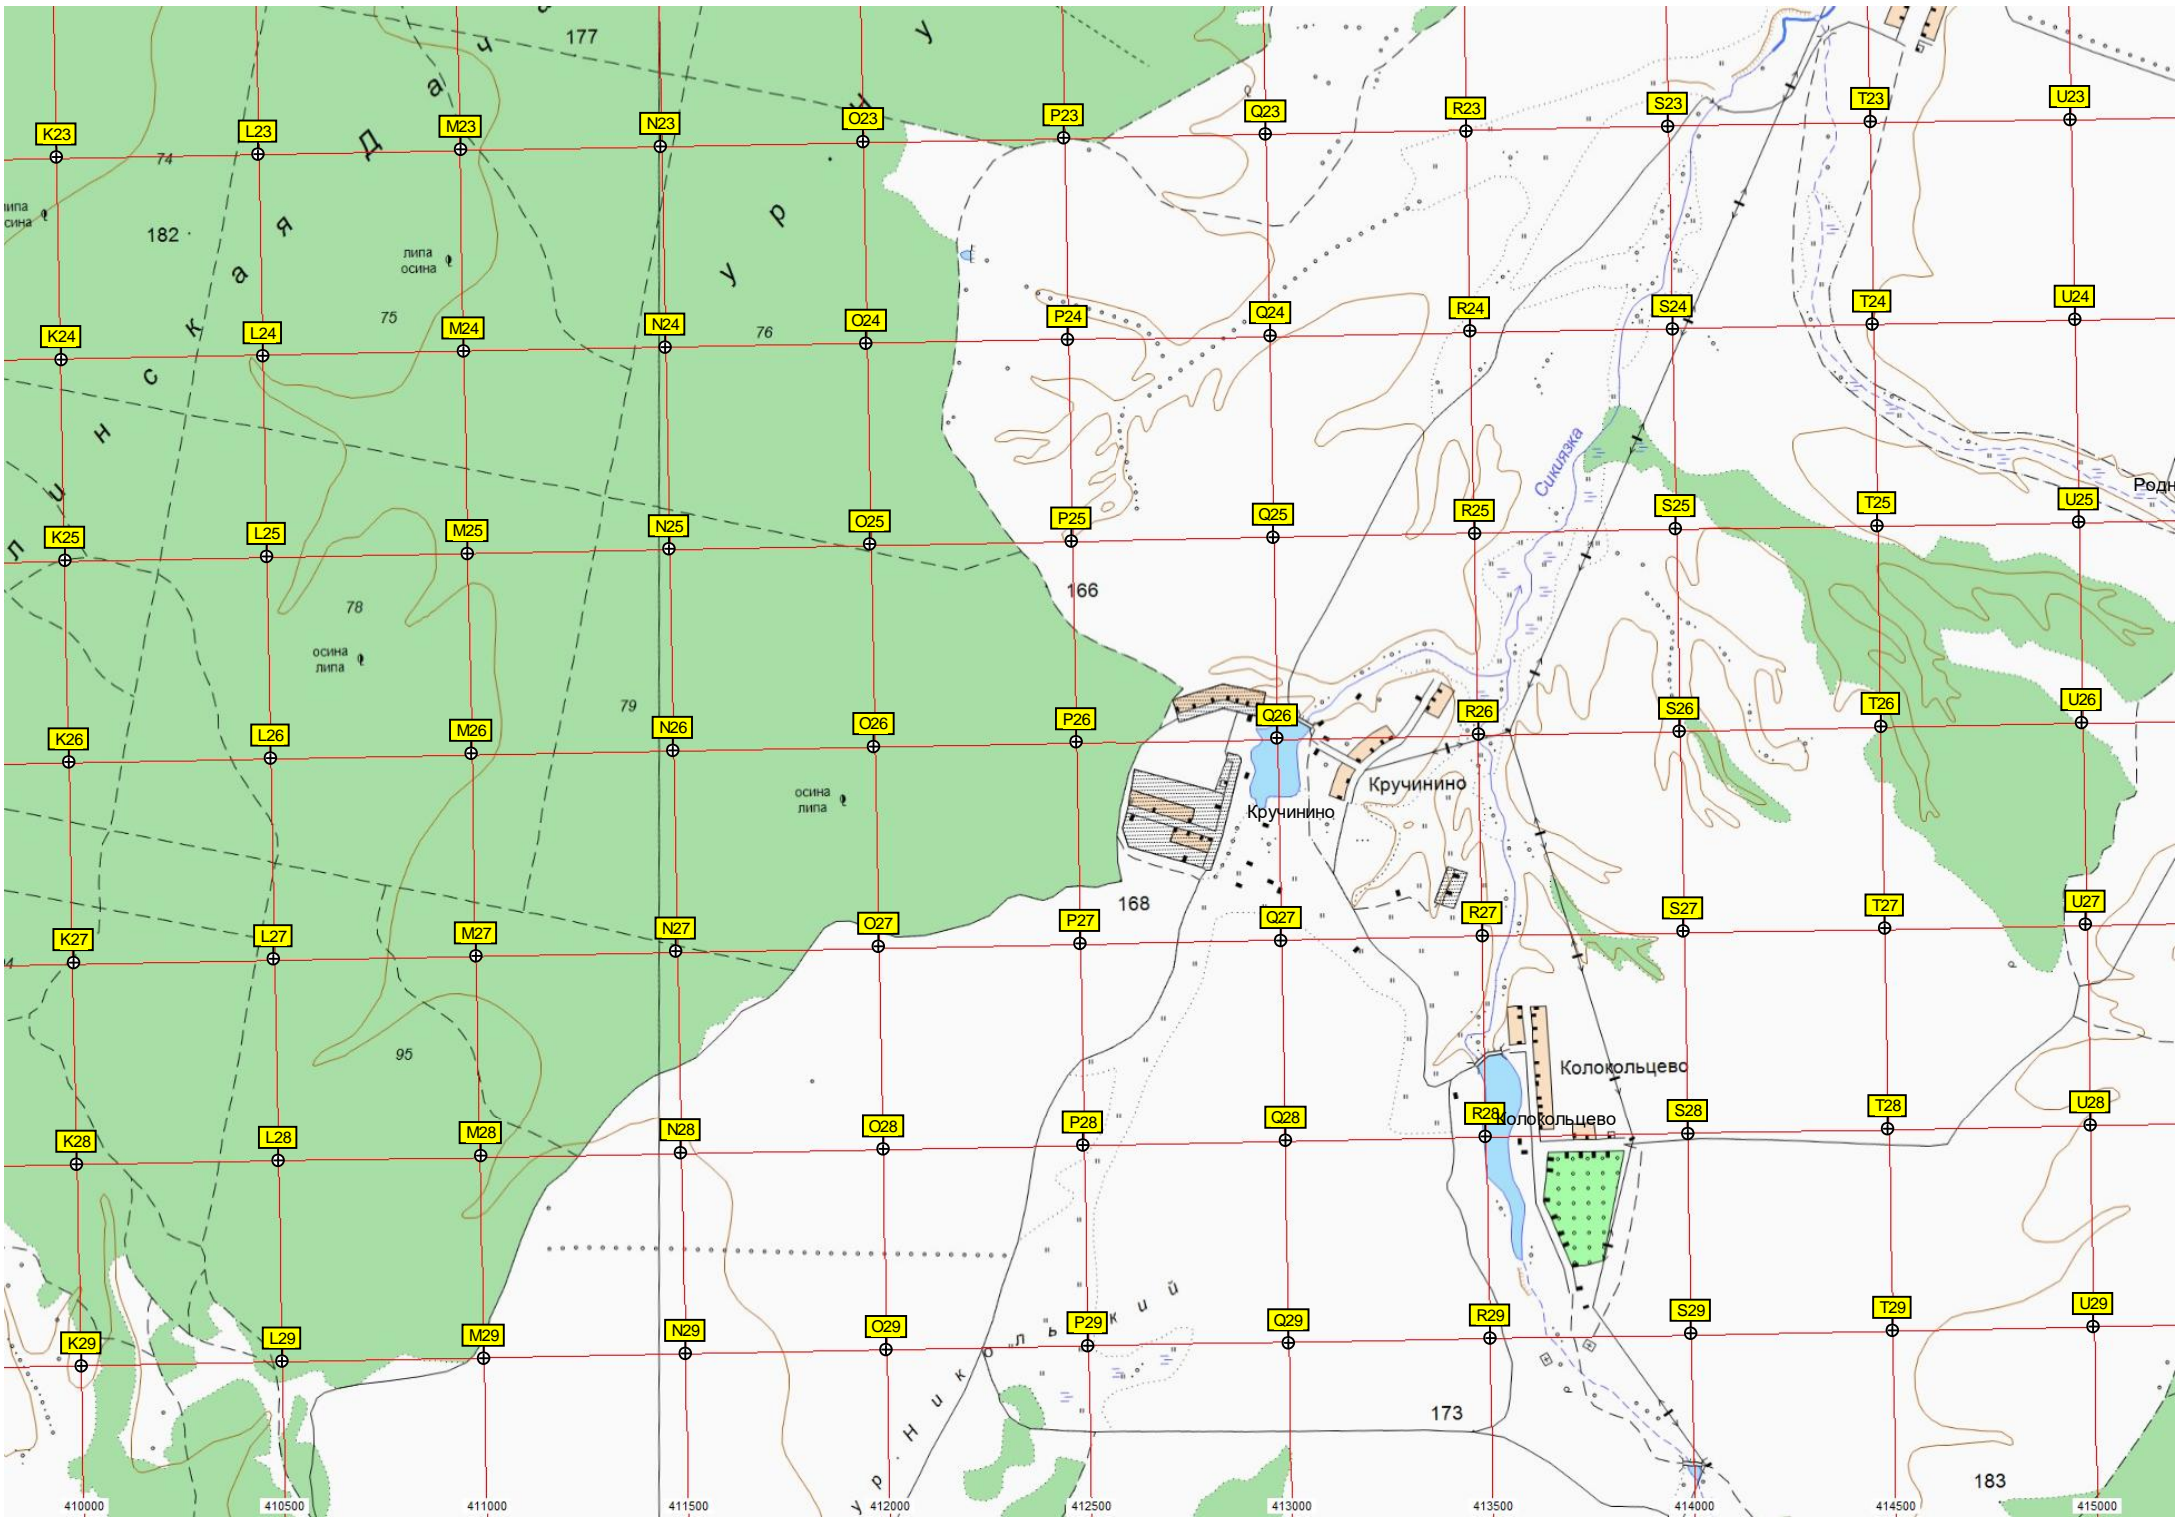 177
K23 L23 M23 N23 O23 P23 Q23 R23 S23 T23 U23
74
липа
осина
182
липа
осина
75
76
K24 L24 M24 N24 O24 P24 Q24 R24 S24 T24 U24
Сикиязка
Родн
K25 L25 M25 N25 O25 P25 Q25 R25 S25 T25 U25
166
78
осина
липа
79
K26 L26 M26 N26 O26 P26 Q26 R26 S26 T26 U26
осина
липа
Кручинино
Кручинино
168
K27 L27 M27 N27 O27 P27 Q27 R27 S27 T27 U27
95
Колокольцево
Колокольцево
K28 L28 M28 N28 O28 P28 Q28 R28 S28 T28 U28
K29 L29 M29 N29 O29 P29 Q29 R29 S29 T29 U29
ур. Никольский
173
183
410000 410500 411000 411500 412000 412500 413000 413500 414000 414500 415000